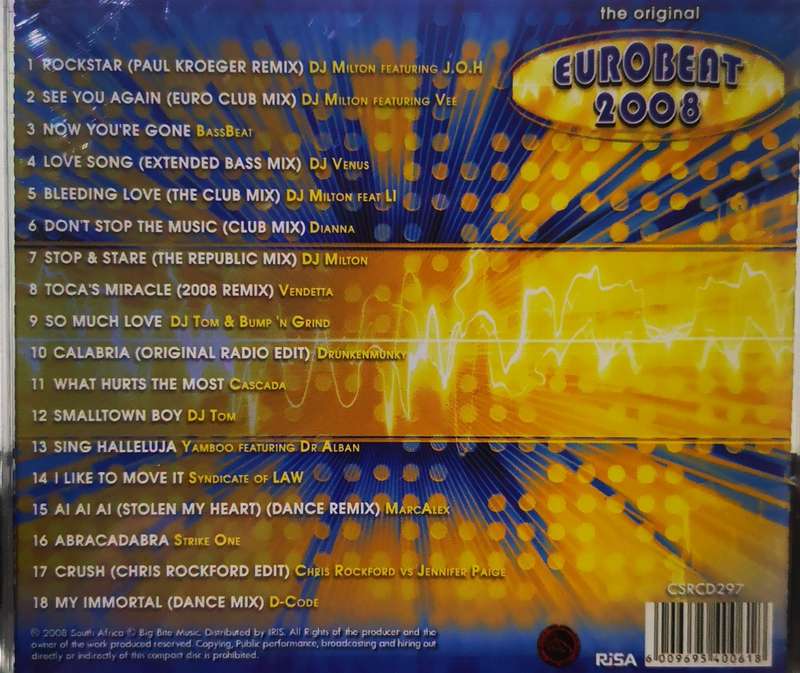 the original
EUROBEAT
2008
1 ROCKSTAR (PAUL KROEGER REMIX) DJ MILTON FEATURING J.O.H
2 SEE YOU AGAIN (EURO CLUB MIX) DJ MILTON FEATURING VEE
3 NOW YOU'RE GONE BASSBEAT
4 LOVE SONG (EXTENDED BASS MIX) DJ VENUS
5 BLEEDING LOVE (THE CLUB MIX) DJ MILTON FEAT LI
6 DON'T STOP THE MUSIC (CLUB MIX) DIANNA
7 STOP & STARE (THE REPUBLIC MIX) DJ MILTON
8 TOCA'S MIRACLE (2008 REMIX) VENDETTA
9 SO MUCH LOVE DJ TOM & BUMP 'N GRIND
10 CALABRIA (ORIGINAL RADIO EDIT) DRUNKENMUNKY
11 WHAT HURTS THE MOST CASCADA
12 SMALLTOWN BOY DJ TOM
13 SING HALLELUJA YAMBOO FEATURING DR ALBAN
14 I LIKE TO MOVE IT SYNDICATE OF LAW
15 AI AI AI (STOLEN MY HEART) (DANCE REMIX) MARCALEX
16 ABRACADABRA STRIKE ONE
17 CRUSH (CHRIS ROCKFORD EDIT) CHRIS ROCKFORD VS JENNIFER PAIGE
18 MY IMMORTAL (DANCE MIX) D-CODE
CSRCD297
℗ 2008 South Africa © Big Bite Music. Distributed by IRIS. All Rights of the producer and the
owner of the work produced reserved. Copying, Public performance, broadcasting and hiring out
directly or indirectly of this compact disc is prohibited.
RiSA
6 009695 400618